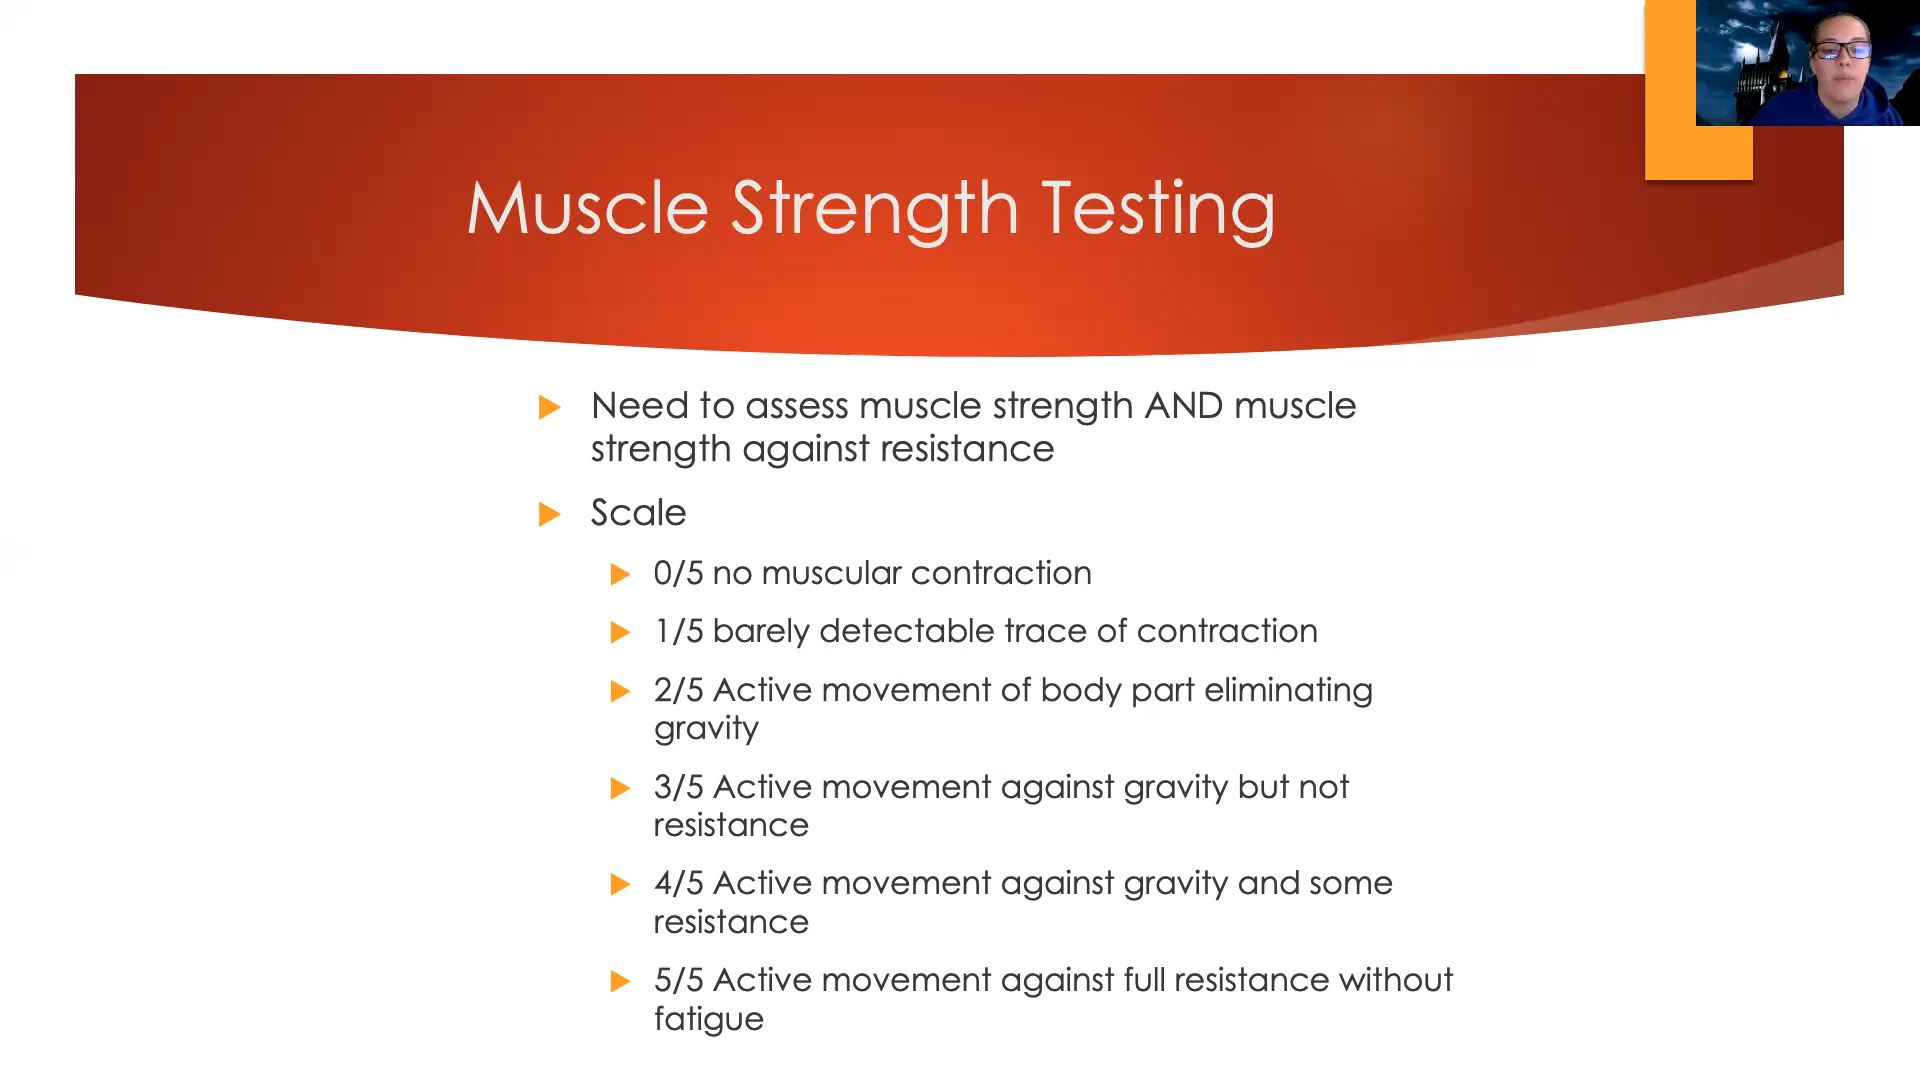 Muscle Strength Testing
Need to assess muscle strength AND muscle
strength against resistance
Scale
0/5 no muscular contraction
1/5 barely detectable trace of contraction
2/5 Active movement of body part eliminating
gravity
3/5 Active movement against gravity but not
resistance
4/5 Active movement against gravity and some
resistance
5/5 Active movement against full resistance without
fatigue